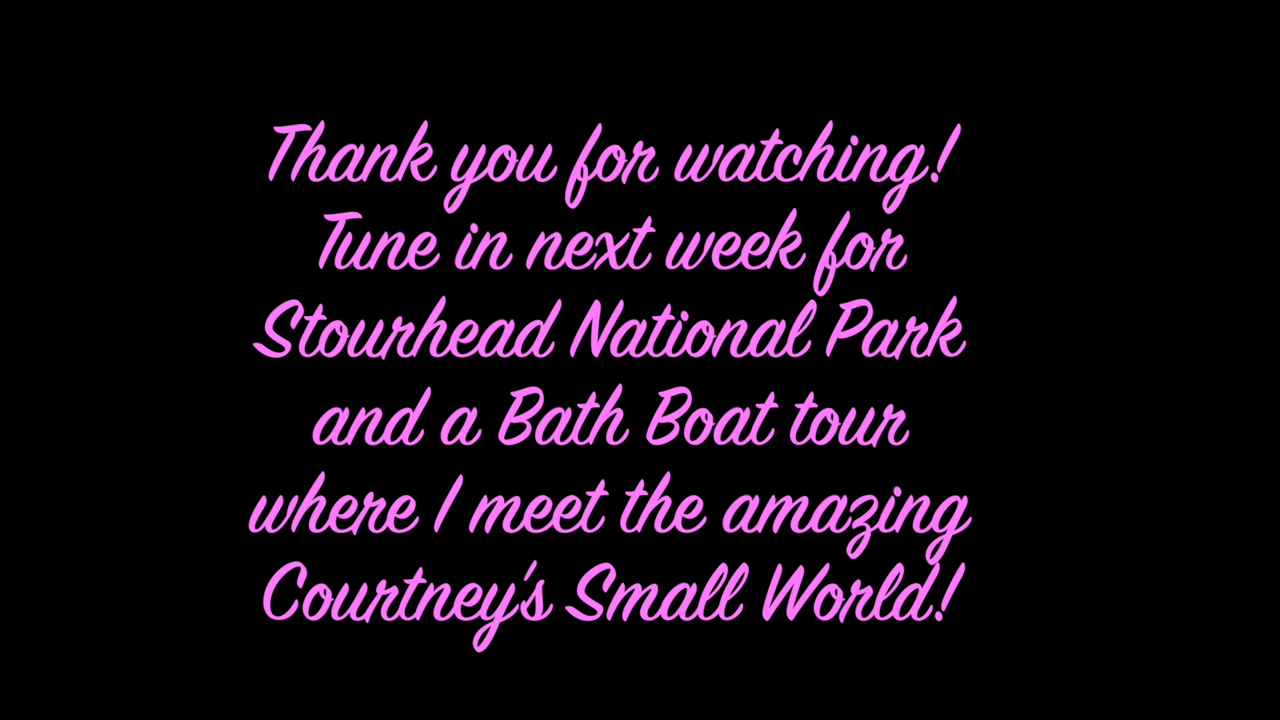 Thank you for watching!
Tune in next week for
Stourhead National Park
and a Bath Boat tour
where I meet the amazing
Courtney's Small World!